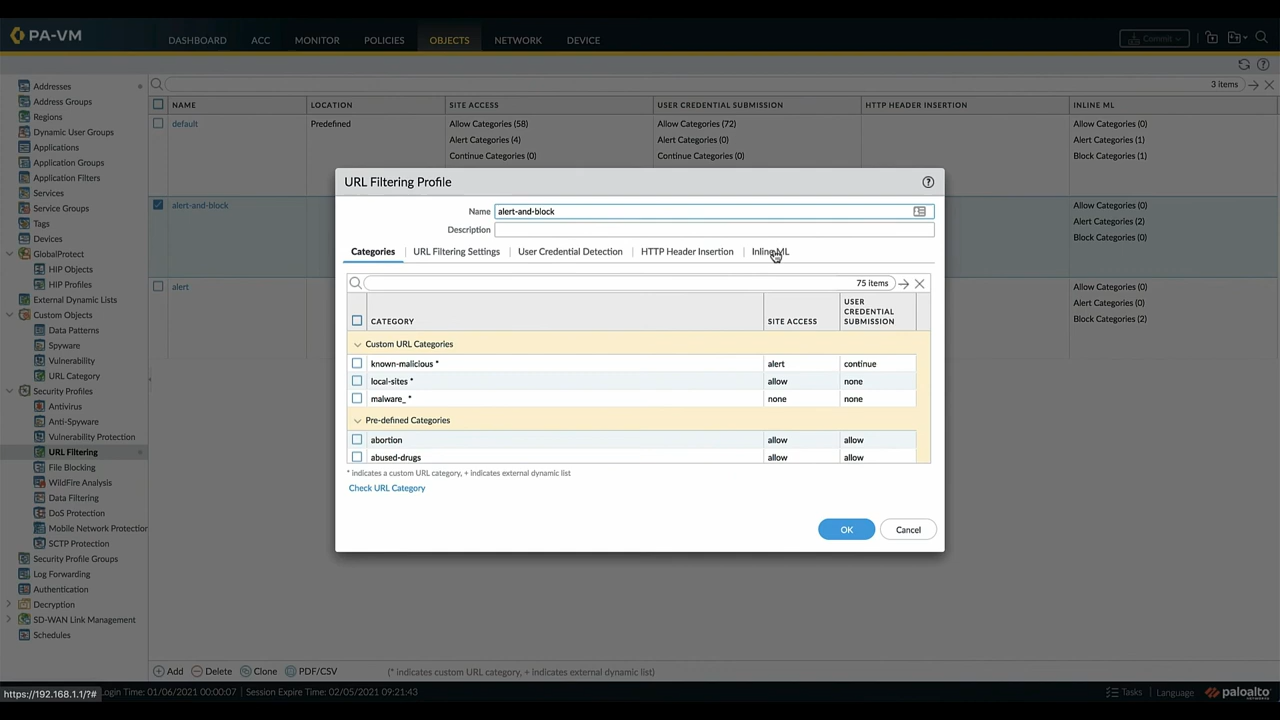 PA-VM
DASHBOARD ACC MONITOR POLICIES OBJECTS NETWORK DEVICE
Commit
3 items
Addresses
Address Groups
Regions
Dynamic User Groups
Applications
Application Groups
Application Filters
Services
Service Groups
Tags
Devices
GlobalProtect
HIP Objects
HIP Profiles
External Dynamic Lists
Custom Objects
Data Patterns
Spyware
Vulnerability
URL Category
Security Profiles
Antivirus
Anti-Spyware
Vulnerability Protection
URL Filtering
File Blocking
WildFire Analysis
Data Filtering
DoS Protection
Mobile Network Protection
SCTP Protection
Security Profile Groups
Log Forwarding
Authentication
Decryption
SD-WAN Link Management
Schedules
NAME LOCATION SITE ACCESS USER CREDENTIAL SUBMISSION HTTP HEADER INSERTION INLINE ML
default Predefined Allow Categories (58) Allow Categories (72) Allow Categories (0)
Alert Categories (4) Alert Categories (0) Alert Categories (1)
Continue Categories (0) Continue Categories (0) Block Categories (1)
alert-and-block Allow Categories (0)
Alert Categories (2)
Block Categories (0)
alert Allow Categories (0)
Alert Categories (0)
Block Categories (2)
URL Filtering Profile
Name alert-and-block
Description
Categories URL Filtering Settings User Credential Detection HTTP Header Insertion Inline ML
75 items
CATEGORY SITE ACCESS USER CREDENTIAL SUBMISSION
Custom URL Categories
known-malicious * alert continue
local-sites * allow none
malware_ * none none
Pre-defined Categories
abortion allow allow
abused-drugs allow allow
* indicates a custom URL category, + indicates external dynamic list
Check URL Category
OK Cancel
Add Delete Clone PDF/CSV (* indicates custom URL category, + indicates external dynamic list)
https://192.168.1.1/?# Login Time: 01/06/2021 00:00:07 | Session Expire Time: 02/05/2021 09:21:43 Tasks | Language paloalto NETWORKS